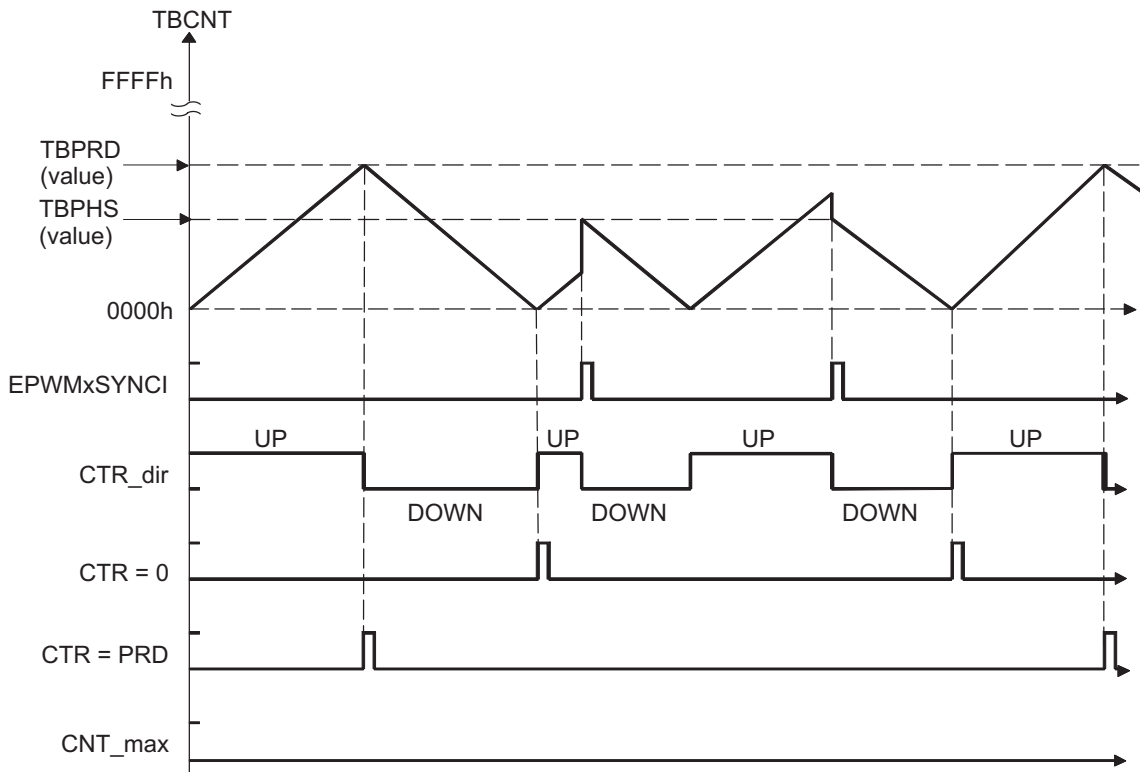 TBCNT
FFFFh
TBPRD
(value)
TBPHS
(value)
0000h
EPWMxSYNCI
UP
UP
UP
UP
CTR_dir
DOWN
DOWN
DOWN
CTR = 0
CTR = PRD
CNT_max